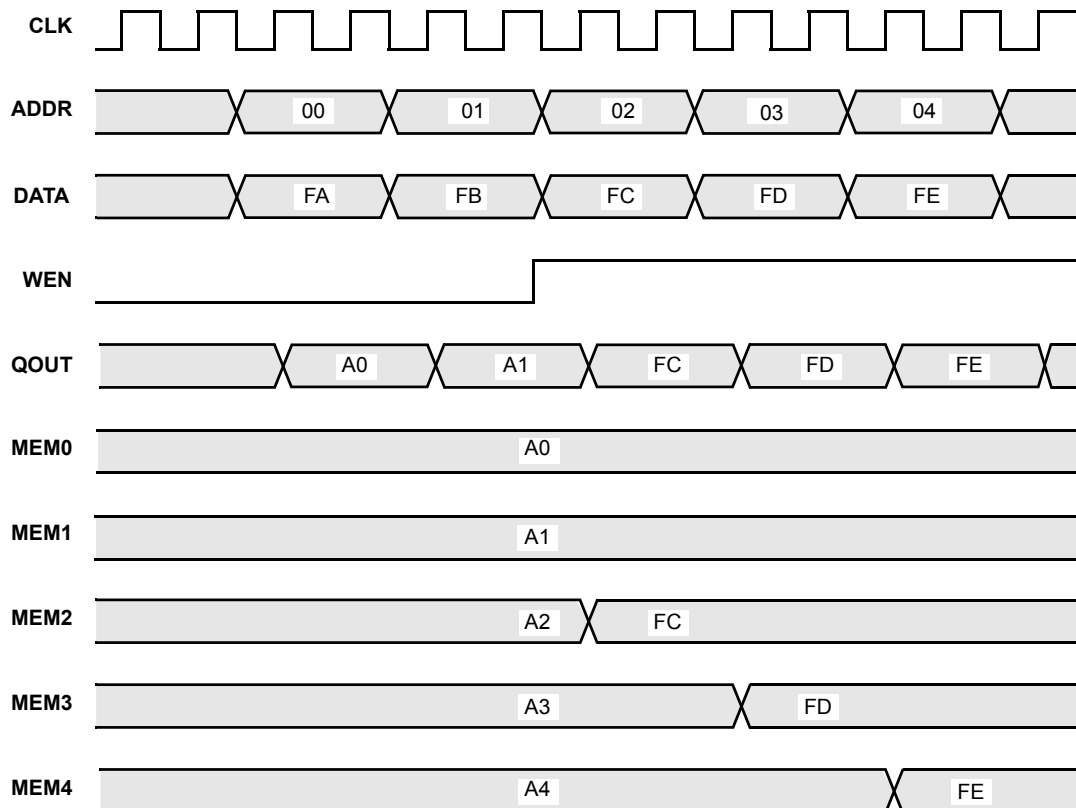 CLK
ADDR 00 01 02 03 04
DATA FA FB FC FD FE
WEN
QOUT A0 A1 FC FD FE
MEM0 A0
MEM1 A1
MEM2 A2 FC
MEM3 A3 FD
MEM4 A4 FE